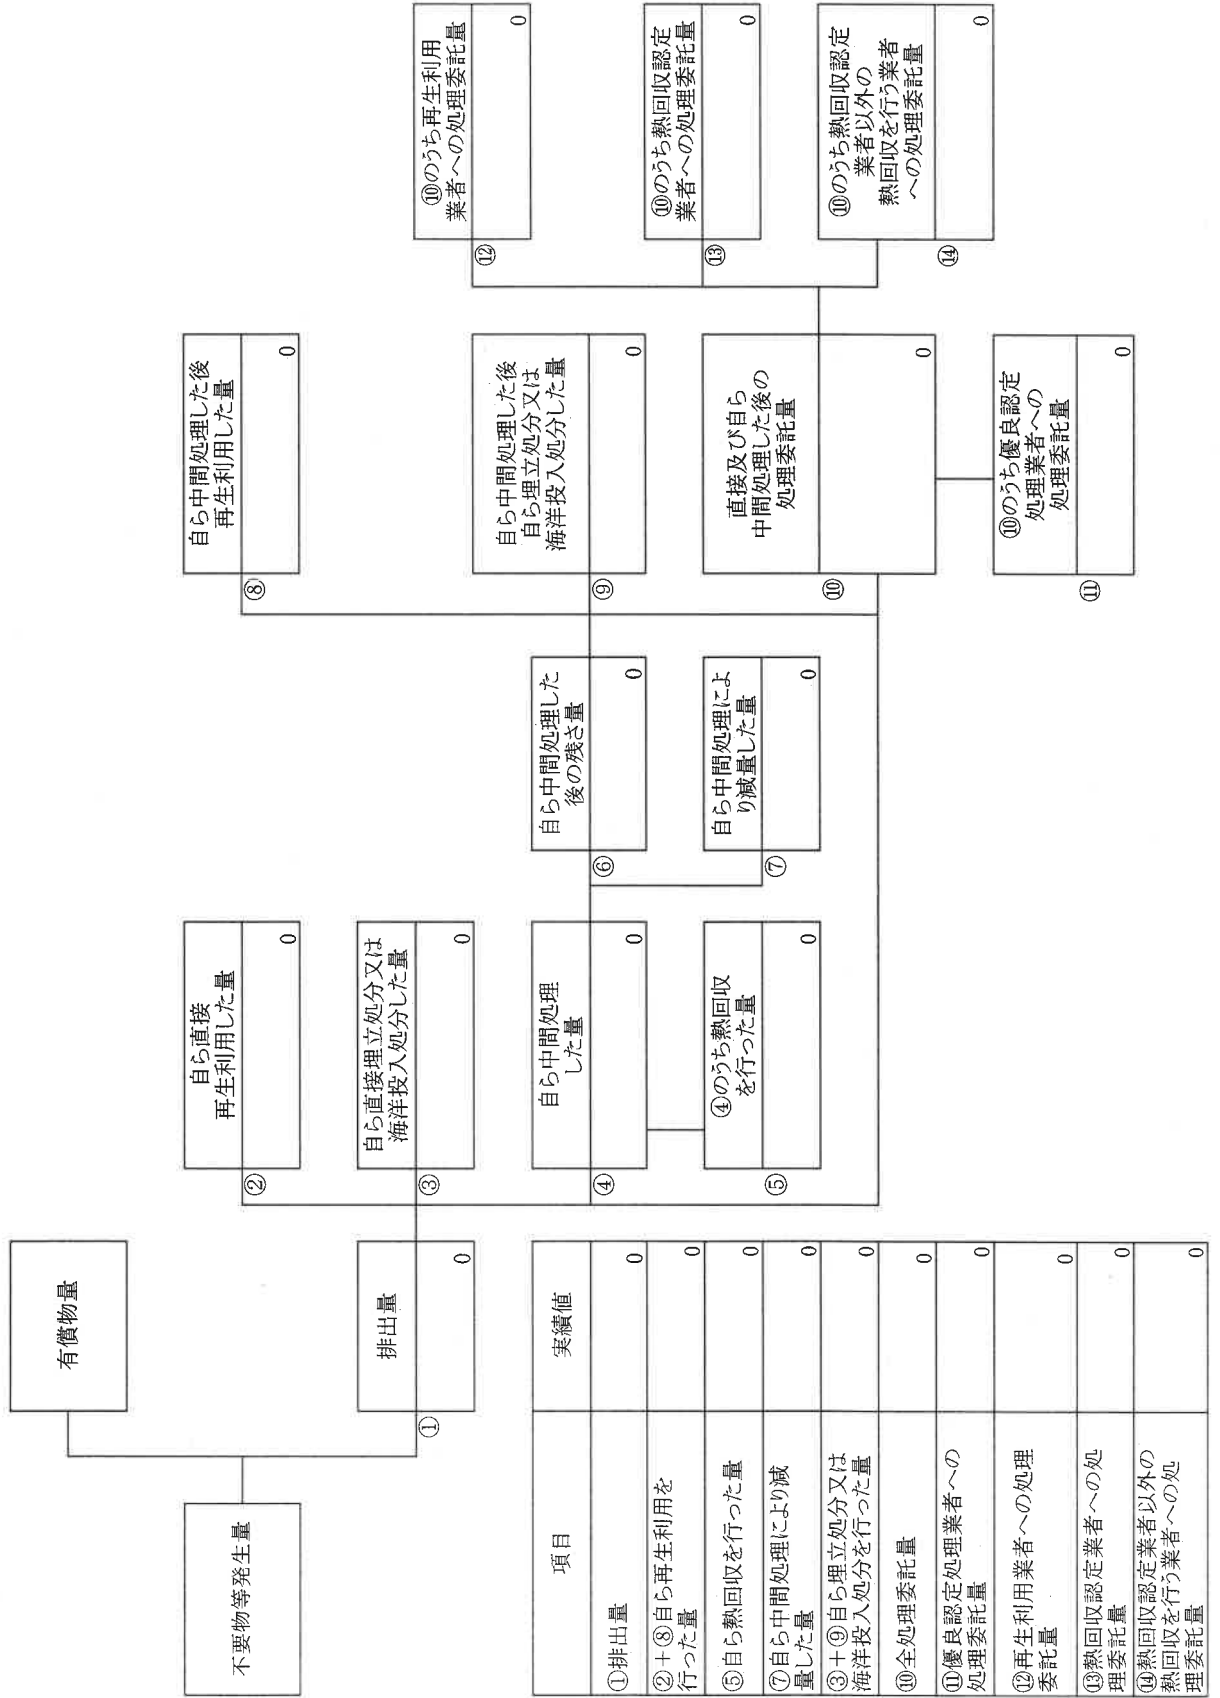 不要物等発生量
有償物量
①
排出量
0
②
自ら直接
再生利用した量
0
③
自ら直接埋立処分又は
海洋投入処分した量
0
④
自ら中間処理
した量
0
⑤
④のうち熱回収
を行った量
0
⑥
自ら中間処理した
後の残さ量
0
⑦
自ら中間処理によ
り減量した量
0
⑧
自ら中間処理した後
再生利用した量
0
⑨
自ら中間処理した後
自ら埋立処分又は
海洋投入処分した量
0
⑩
直接及び自ら
中間処理した後の
処理委託量
0
⑪
⑩のうち優良認定
処理業者への
処理委託量
0
⑫
⑩のうち再生利用
業者への処理委託量
0
⑬
⑩のうち熱回収認定
業者への処理委託量
0
⑭
⑩のうち熱回収認定
業者以外の
熱回収を行う業者
への処理委託量
0
項目
実績値
①排出量
0
②+⑧自ら再生利用を
行った量
0
⑤自ら熱回収を行った量
0
⑦自ら中間処理により減
量した量
0
③+⑨自ら埋立処分又は
海洋投入処分を行った量
0
⑩全処理委託量
0
⑪優良認定処理業者への
処理委託量
0
⑫再生利用業者への処理
委託量
0
⑬熱回収認定業者への処
理委託量
0
⑭熱回収認定業者以外の
熱回収を行う業者への処
理委託量
0